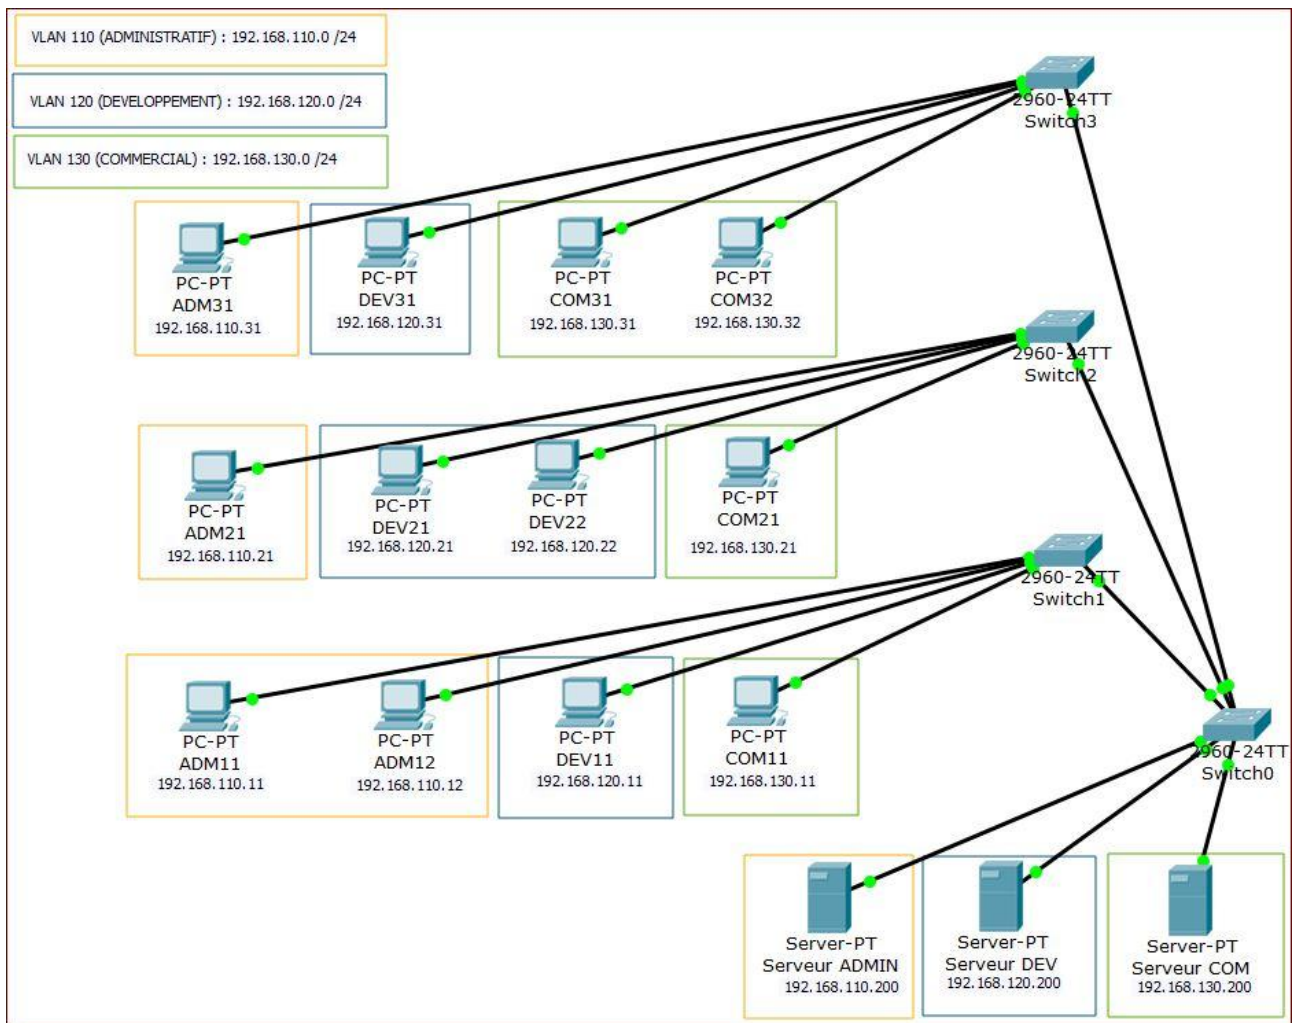 VLAN 110 (ADMINISTRATIF) : 192.168.110.0 /24
VLAN 120 (DEVELOPPEMENT) : 192.168.120.0 /24
VLAN 130 (COMMERCIAL) : 192.168.130.0 /24
2960-24TT
Switch3
PC-PT
ADM31
192.168.110.31
PC-PT
DEV31
192.168.120.31
PC-PT
COM31
192.168.130.31
PC-PT
COM32
192.168.130.32
2960-24TT
Switch2
PC-PT
ADM21
192.168.110.21
PC-PT
DEV21
192.168.120.21
PC-PT
DEV22
192.168.120.22
PC-PT
COM21
192.168.130.21
2960-24TT
Switch1
PC-PT
ADM11
192.168.110.11
PC-PT
ADM12
192.168.110.12
PC-PT
DEV11
192.168.120.11
PC-PT
COM11
192.168.130.11
2960-24TT
Switch0
Server-PT
Serveur ADMIN
192.168.110.200
Server-PT
Serveur DEV
192.168.120.200
Server-PT
Serveur COM
192.168.130.200